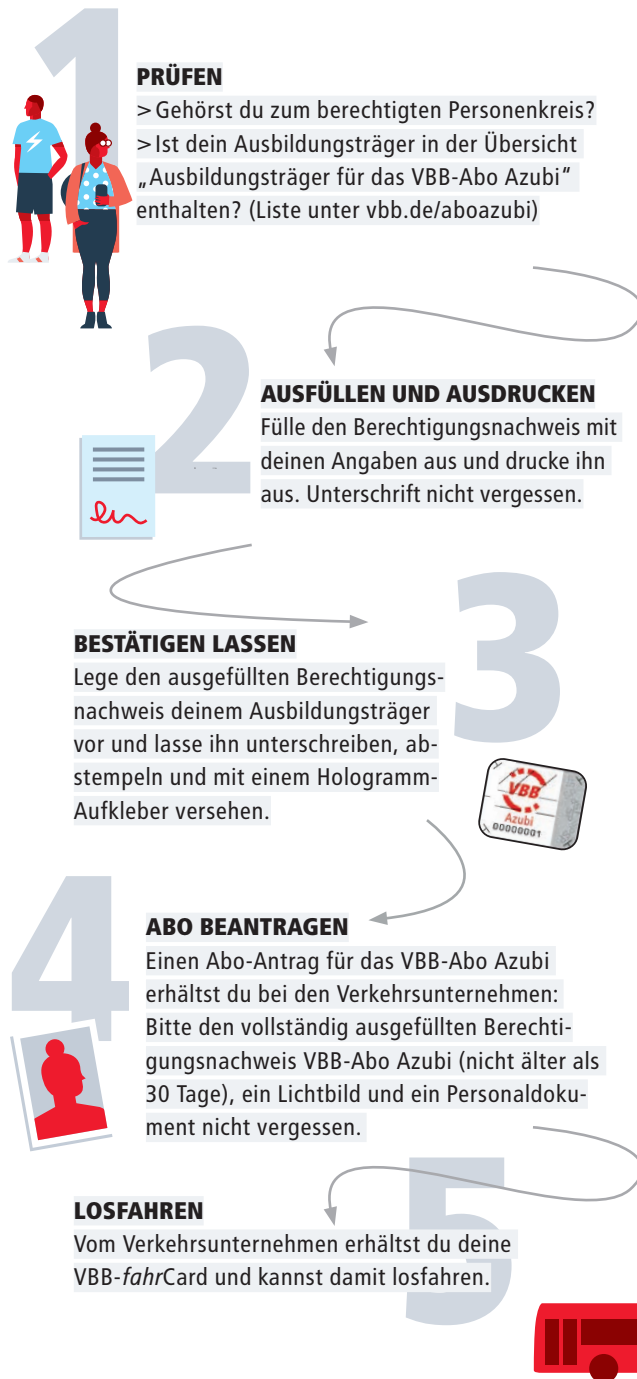 1
PRÜFEN
> Gehörst du zum berechtigten Personenkreis?
> Ist dein Ausbildungsträger in der Übersicht
„Ausbildungsträger für das VBB-Abo Azubi“
enthalten? (Liste unter vbb.de/aboazubi)
2
AUSFÜLLEN UND AUSDRUCKEN
Fülle den Berechtigungsnachweis mit
deinen Angaben aus und drucke ihn
aus. Unterschrift nicht vergessen.
3
BESTÄTIGEN LASSEN
Lege den ausgefüllten Berechtigungs-
nachweis deinem Ausbildungsträger
vor und lasse ihn unterschreiben, ab-
stempeln und mit einem Hologramm-
Aufkleber versehen.
VBB
Azubi
00000001
4
ABO BEANTRAGEN
Einen Abo-Antrag für das VBB-Abo Azubi
erhältst du bei den Verkehrsunternehmen:
Bitte den vollständig ausgefüllten Berechti-
gungsnachweis VBB-Abo Azubi (nicht älter als
30 Tage), ein Lichtbild und ein Personaldoku-
ment nicht vergessen.
5
LOSFAHREN
Vom Verkehrsunternehmen erhältst du deine
VBB-fahrCard und kannst damit losfahren.